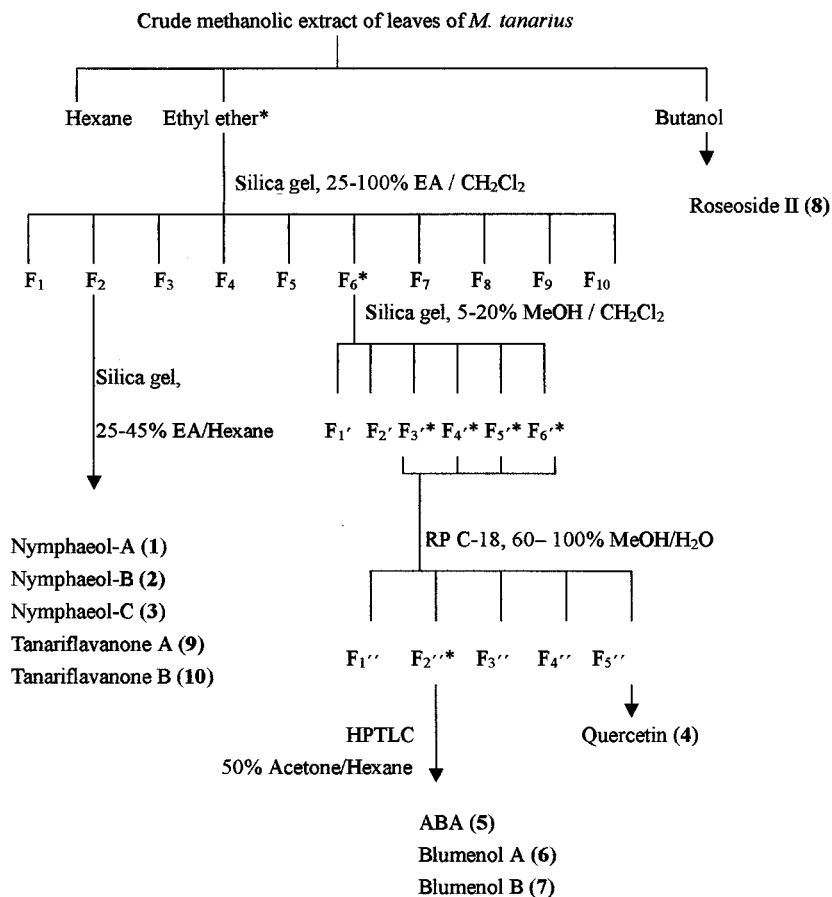 Crude methanolic extract of leaves of M. tanarius
Hexane Ethyl ether* Butanol
Silica gel, 25-100% EA / CH₂Cl₂
Roseoside II (8)
F₁ F₂ F₃ F₄ F₅ F₆* F₇ F₈ F₉ F₁₀
Silica gel, 5-20% MeOH / CH₂Cl₂
Silica gel,
25-45% EA/Hexane
F₁′ F₂′ F₃′* F₄′* F₅′* F₆′*
RP C-18, 60– 100% MeOH/H₂O
Nymphaeol-A (1)
Nymphaeol-B (2)
Nymphaeol-C (3)
Tanariflavanone A (9)
Tanariflavanone B (10)
F₁′′ F₂′′* F₃′′ F₄′′ F₅′′
HPTLC
50% Acetone/Hexane
Quercetin (4)
ABA (5)
Blumenol A (6)
Blumenol B (7)